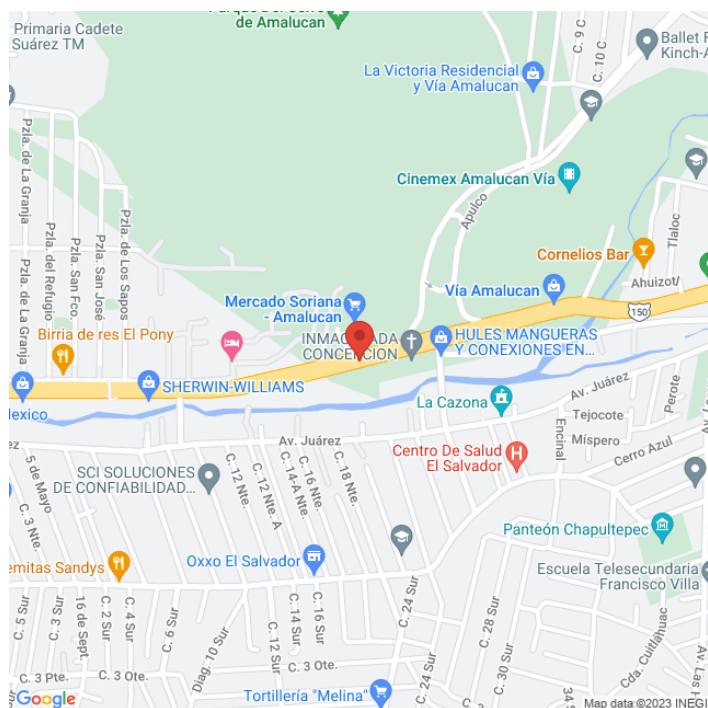 Parque Del Cerro
de Amalucan
Primaria Cadete
Suárez TM
C. 9 C
C. 10 C
Ballet F
Kinch-A
La Victoria Residencial
y Vía Amalucan
Pzla. de La Granja
Pzla. de La Granja
Pzla. del Refugio
Pzla. San Fco.
Pzla. San José
Pzla. de Los Sapos
Cinemex Amalucan Vía
Apulco
Tlaloc
Cornelios Bar
Ahuizot
Vía Amalucan
150
Mercado Soriana
- Amalucan
Birria de res El Pony
INMACULADA
CONCEPCION
HULES MANGUERAS
Y CONEXIONES EN...
SHERWIN-WILLIAMS
Mexico
La Cazona
Av. Juárez
Perote
Tejocote
Míspero
Encinal
Cerro Azul
Av. Juárez
ez
Centro De Salud
El Salvador
SCI SOLUCIONES
DE CONFIABILIDAD...
5 de Mayo
C. 3 Nte.
C. 12 Nte.
C. 12 Nte. A
C. 14-A Nte.
C. 16 Nte.
C. 18 Nte.
Panteón Chapultepec
emitas Sandys
Oxxo El Salvador
Escuela Telesecundaria
Francisco Villa
C. 5 Sur
C. 3 Sur
16 de Sept.
C. 2 Sur
C. 4 Sur
C. 6 Sur
Diag. 10 Sur
C. 14 Sur
C. 12 Sur
C. 16 Sur
C. 24 Sur
C. 24 Sur
C. 28 Sur
C. 30 Sur
34 S
Cda. Cuitláhuac
Av. Las H
C. 3 Pte.
C. 3 Ote.
Tortillería "Melina"
Google
Map data ©2023 INEGI